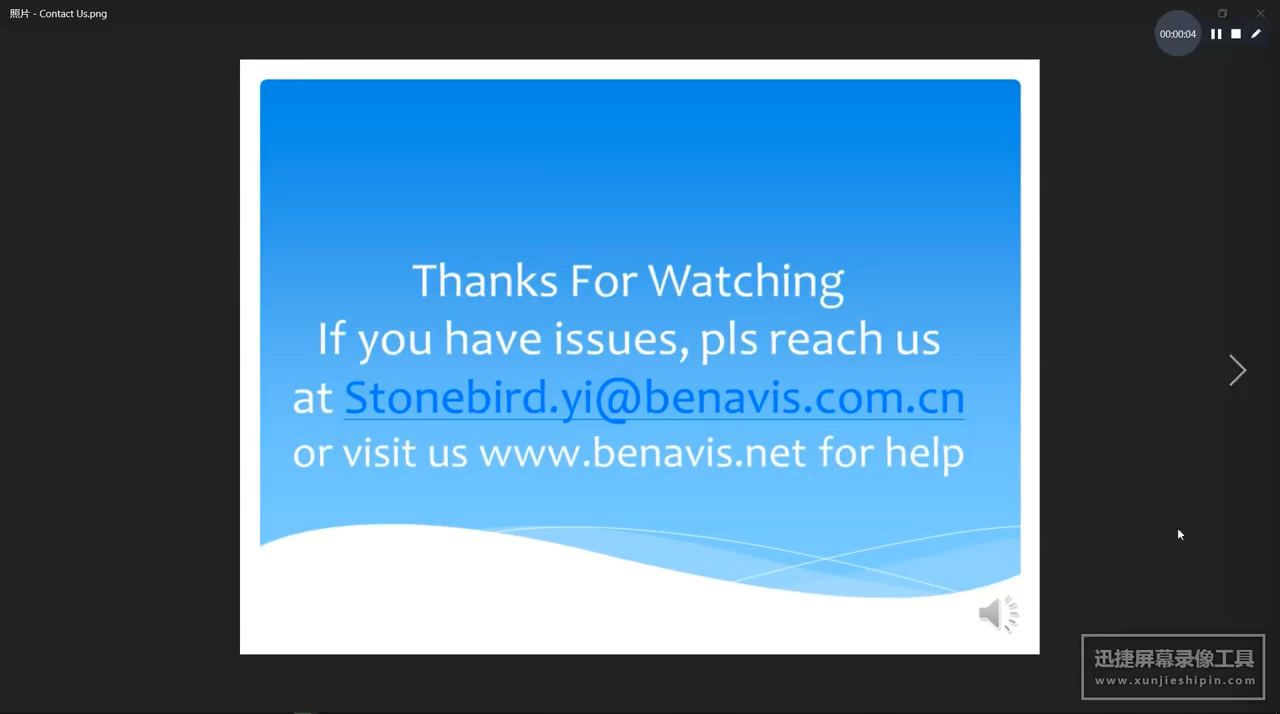 照片 - Contact Us.png
00:00:04
Thanks For Watching
If you have issues, pls reach us
at Stonebird.yi@benavis.com.cn
or visit us www.benavis.net for help
迅捷屏幕录像工具
www.xunjieshipin.com